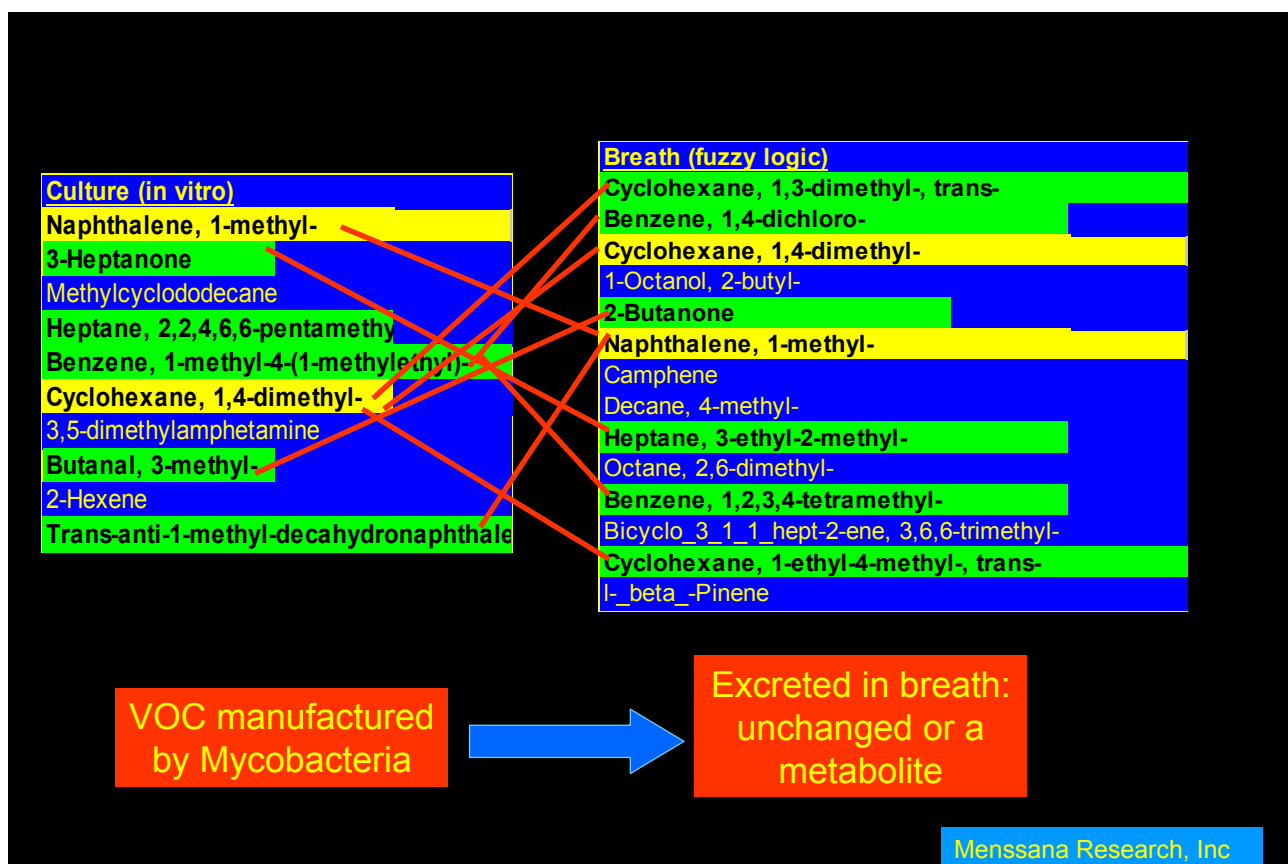 Culture (in vitro)
Naphthalene, 1-methyl-
3-Heptanone
Methylcyclododecane
Heptane, 2,2,4,6,6-pentamethy
Benzene, 1-methyl-4-(1-methylethyl)-
Cyclohexane, 1,4-dimethyl-
3,5-dimethylamphetamine
Butanal, 3-methyl-
2-Hexene
Trans-anti-1-methyl-decahydronaphthale
Breath (fuzzy logic)
Cyclohexane, 1,3-dimethyl-, trans-
Benzene, 1,4-dichloro-
Cyclohexane, 1,4-dimethyl-
1-Octanol, 2-butyl-
2-Butanone
Naphthalene, 1-methyl-
Camphene
Decane, 4-methyl-
Heptane, 3-ethyl-2-methyl-
Octane, 2,6-dimethyl-
Benzene, 1,2,3,4-tetramethyl-
Bicyclo_3_1_1_hept-2-ene, 3,6,6-trimethyl-
Cyclohexane, 1-ethyl-4-methyl-, trans-
l-_beta_-Pinene
VOC manufactured
by Mycobacteria
Excreted in breath:
unchanged or a
metabolite
Menssana Research, Inc